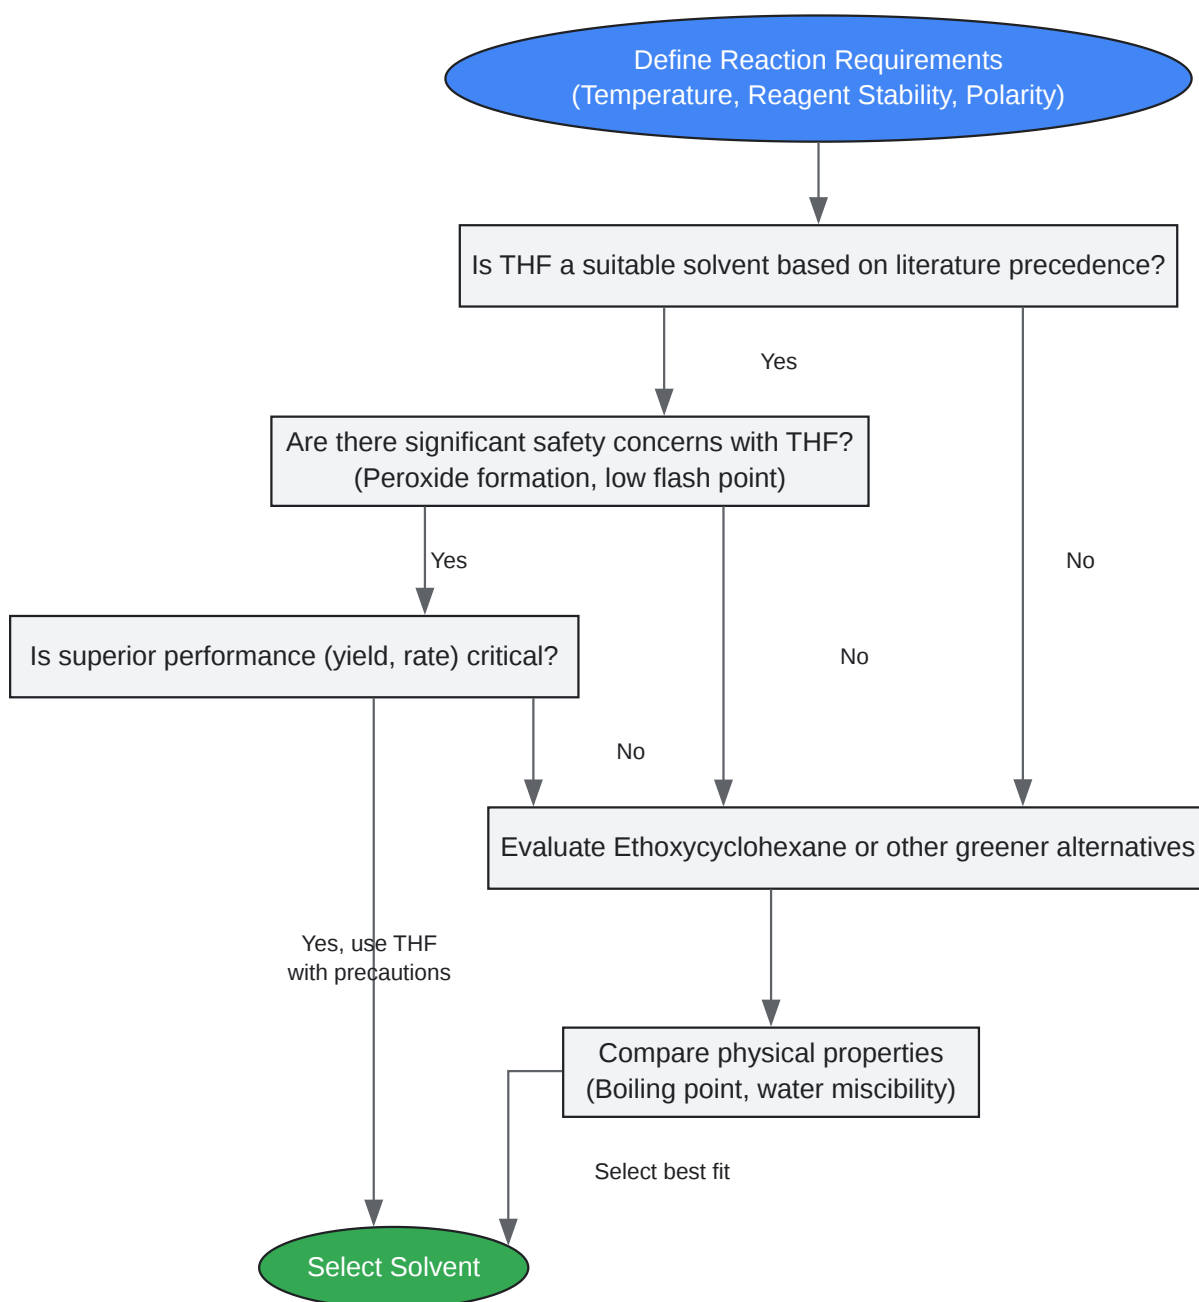 Define Reaction Requirements
(Temperature, Reagent Stability, Polarity)
Is THF a suitable solvent based on literature precedence?
Yes
Are there significant safety concerns with THF?
(Peroxide formation, low flash point)
Yes
No
Is superior performance (yield, rate) critical?
No
No
Evaluate Ethoxycyclohexane or other greener alternatives
Yes, use THF
with precautions
Compare physical properties
(Boiling point, water miscibility)
Select best fit
Select Solvent